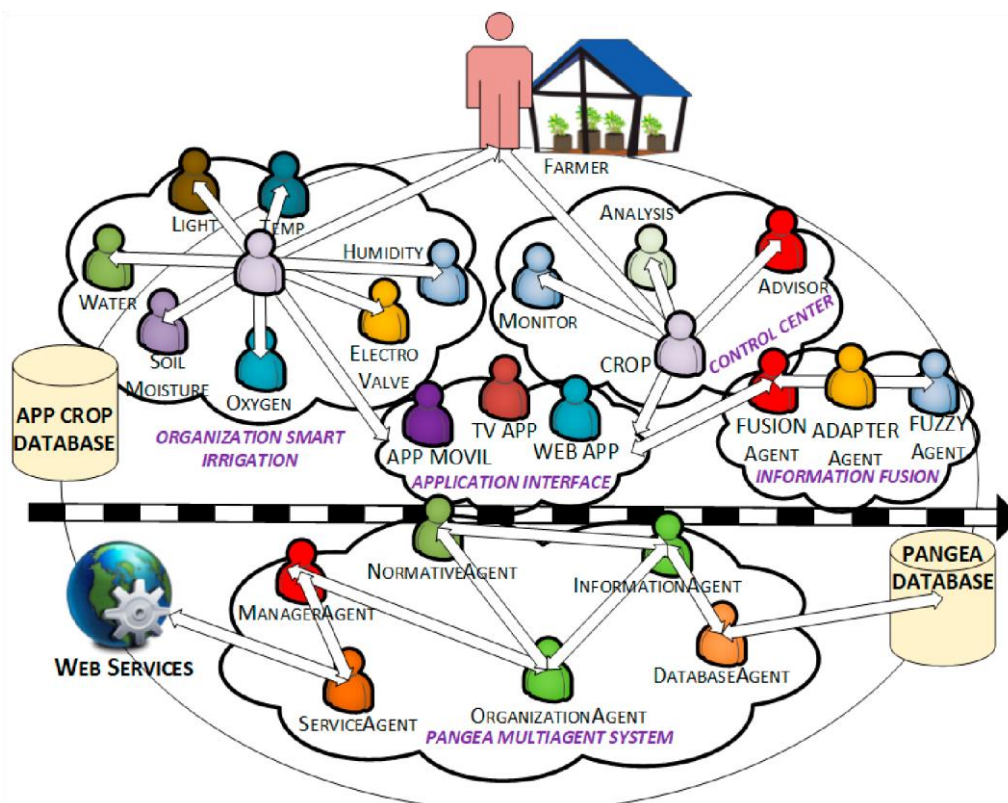 FARMER
LIGHT
TEMP
HUMIDITY
WATER
SOIL
MOISTURE
OXYGEN
ELECTRO
VALVE
ORGANIZATION SMART
IRRIGATION
ANALYSIS
MONITOR
ADVISOR
CROP
CONTROL CENTER
APP CROP
DATABASE
APP MOVIL
TV APP
WEB APP
APPLICATION INTERFACE
FUSION
AGENT
ADAPTER
AGENT
FUZZY
AGENT
INFORMATION FUSION
NORMATIVEAGENT
INFORMATIONAGENT
MANAGERAGENT
PANGEA
DATABASE
WEB SERVICES
SERVICEAGENT
ORGANIZATIONAGENT
DATABASEAGENT
PANGEA MULTIAGENT SYSTEM